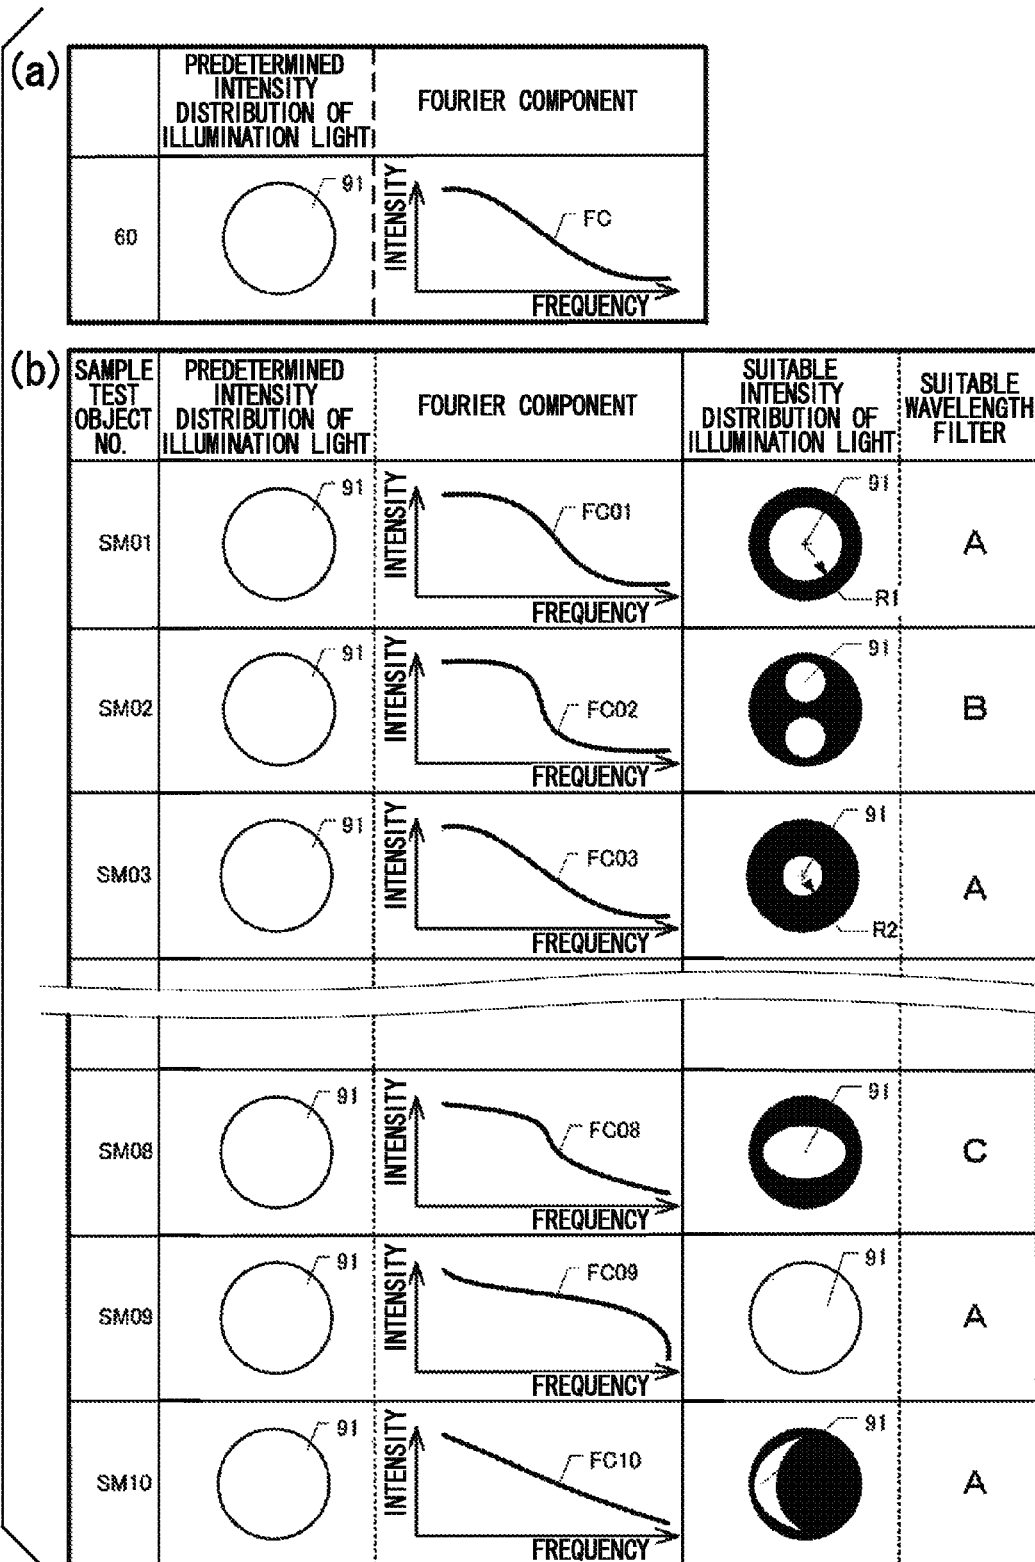 (a)
PREDETERMINED
INTENSITY
DISTRIBUTION OF
ILLUMINATION LIGHT
FOURIER COMPONENT
60
91
INTENSITY
FC
FREQUENCY
(b)
SAMPLE
TEST
OBJECT
NO.
PREDETERMINED
INTENSITY
DISTRIBUTION OF
ILLUMINATION LIGHT
FOURIER COMPONENT
SUITABLE
INTENSITY
DISTRIBUTION OF
ILLUMINATION LIGHT
SUITABLE
WAVELENGTH
FILTER
SM01
91
INTENSITY
FC01
FREQUENCY
91
R1
A
SM02
91
INTENSITY
FC02
FREQUENCY
91
B
SM03
91
INTENSITY
FC03
FREQUENCY
91
R2
A
SM08
91
INTENSITY
FC08
FREQUENCY
91
C
SM09
91
INTENSITY
FC09
FREQUENCY
91
A
SM10
91
INTENSITY
FC10
FREQUENCY
91
A